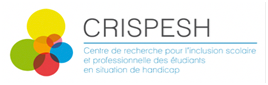 CRISPESH
Centre de recherche pour l'inclusion scolaire
et professionnelle des étudiants
en situation de handicap